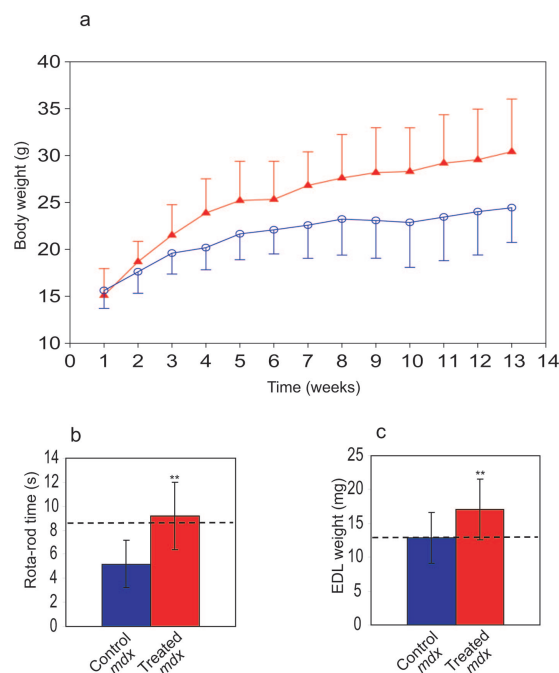 a
40
35
30
25
20
15
10
Body weight (g)
0 1 2 3 4 5 6 7 8 9 10 11 12 13 14
Time (weeks)
b
14
12
10
8
6
4
2
0
Rota-rod time (s)
**
Control
mdx
Treated
mdx
c
25
20
15
10
5
0
EDL weight (mg)
**
Control
mdx
Treated
mdx